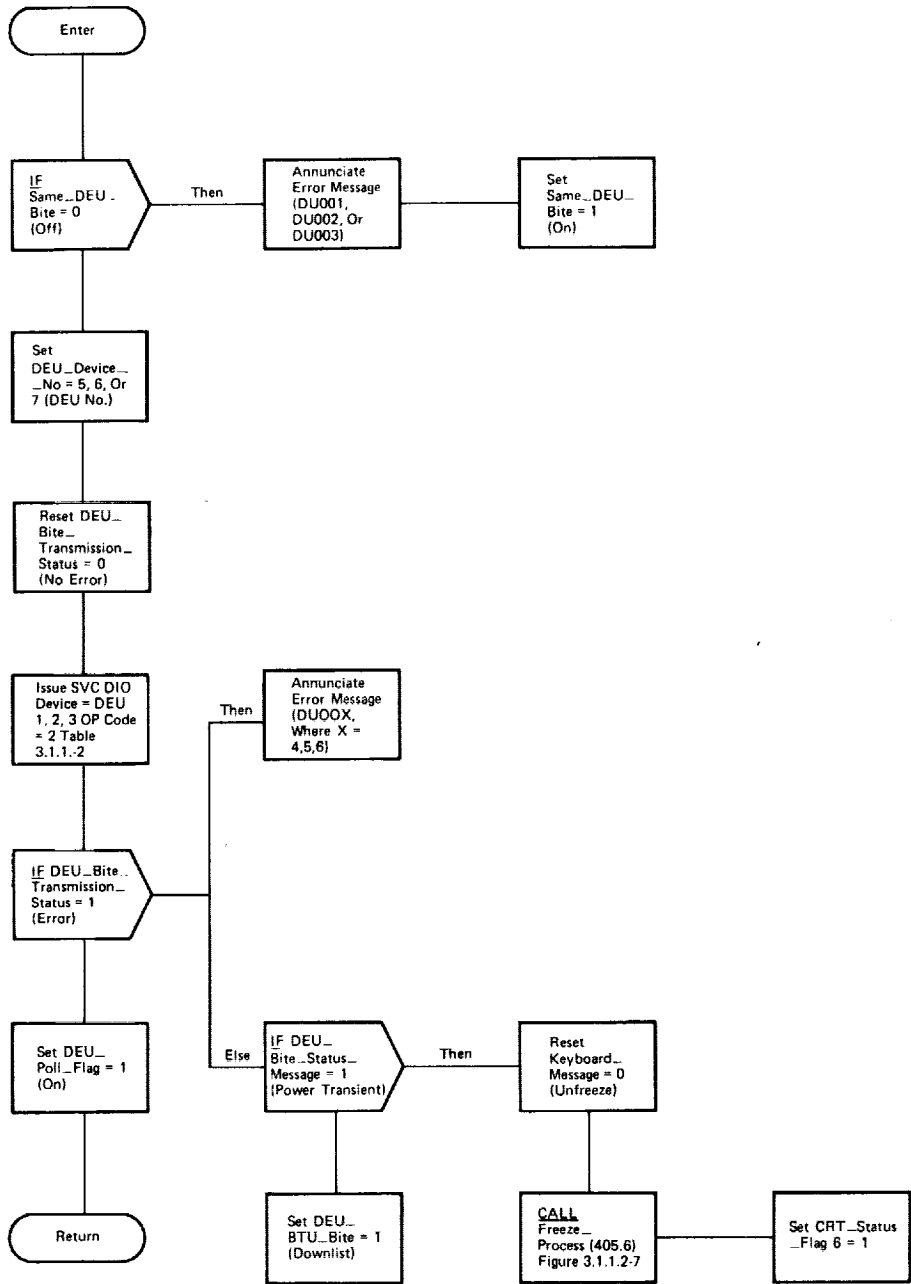 Enter
IF
Same_DEU_
Bite = 0
(Off)
Then
Annunciate
Error Message
(DU001,
DU002, Or
DU003)
Set
Same_DEU_
Bite = 1
(On)
Set
DEU_Device_
_No = 5, 6, Or
7 (DEU No.)
Reset DEU_
Bite_
Transmission_
Status = 0
(No Error)
Issue SVC DIO
Device = DEU
1, 2, 3 OP Code
= 2 Table
3.1.1.-2
Then
Annunciate
Error Message
(DUOOX,
Where X =
4,5,6)
IF DEU_Bite_
Transmission_
Status = 1
(Error)
Set DEU_
Poll_Flag = 1
(On)
Else
IF DEU_
Bite_Status_
Message = 1
(Power Transient)
Then
Reset
Keyboard_
Message = 0
(Unfreeze)
Return
Set DEU_
BTU_Bite = 1
(Downlist)
CALL
Freeze_
Process (405.6)
Figure 3.1.1.2-7
Set CRT_Status
_Flag 6 = 1